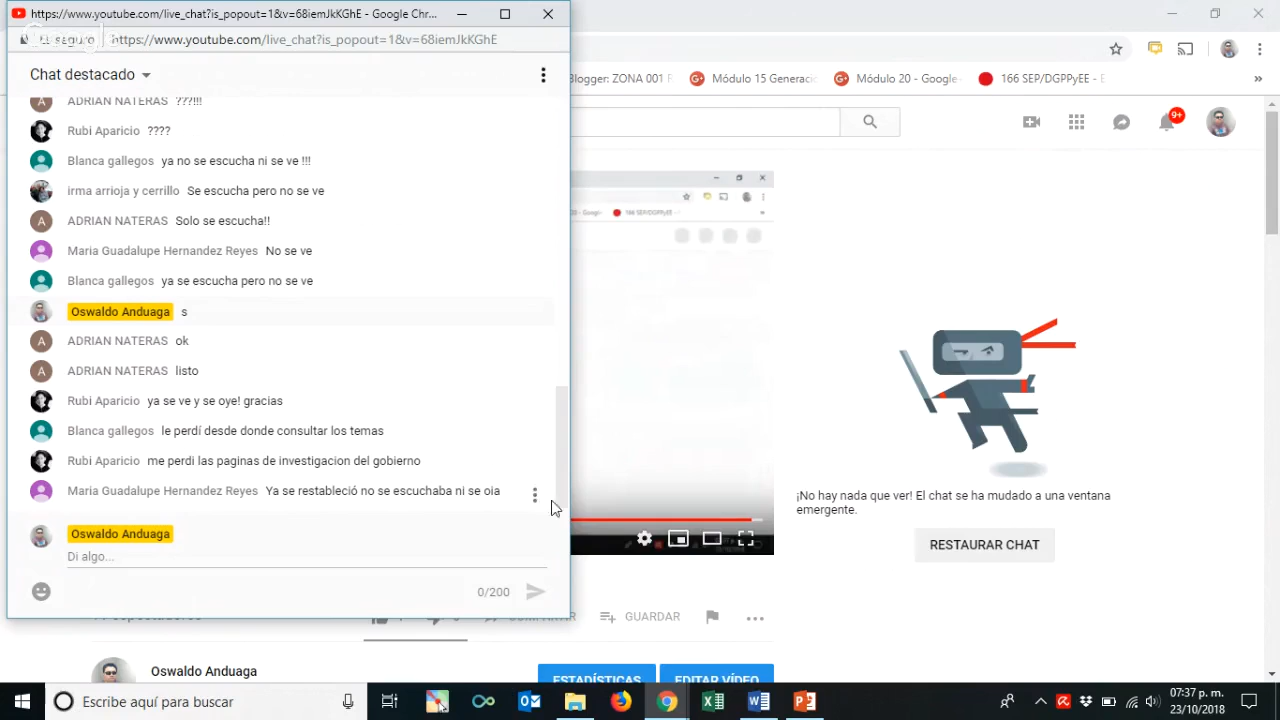 https://www.youtube.com/live_chat?is_popout=1&v=68iemJkKGhE - Google Chr...
https://www.youtube.com/live_chat?is_popout=1&v=68iemJkKGhE
Chat destacado
ADRIAN NATERAS ???!!!
Rubi Aparicio ????
Blanca gallegos ya no se escucha ni se ve !!!
irma arrioja y cerrillo Se escucha pero no se ve
ADRIAN NATERAS Solo se escucha!!
Maria Guadalupe Hernandez Reyes No se ve
Blanca gallegos ya se escucha pero no se ve
Oswaldo Anduaga s
ADRIAN NATERAS ok
ADRIAN NATERAS listo
Rubi Aparicio ya se ve y se oye! gracias
Blanca gallegos le perdí desde donde consultar los temas
Rubi Aparicio me perdi las paginas de investigacion del gobierno
Maria Guadalupe Hernandez Reyes Ya se restableció no se escuchaba ni se oia
Oswaldo Anduaga
Di algo...
0/200
Blogger: ZONA 001 Módulo 15 Generaci Módulo 20 - Google 166 SEP/DGPPyEE - E »
9+
166 SEP/DGPPyEE
¡No hay nada que ver! El chat se ha mudado a una ventana
emergente.
RESTAURAR CHAT
GUARDAR
Oswaldo Anduaga
ESTADÍSTICAS EDITAR VÍDEO
Escribe aquí para buscar
07:37 p. m.
23/10/2018